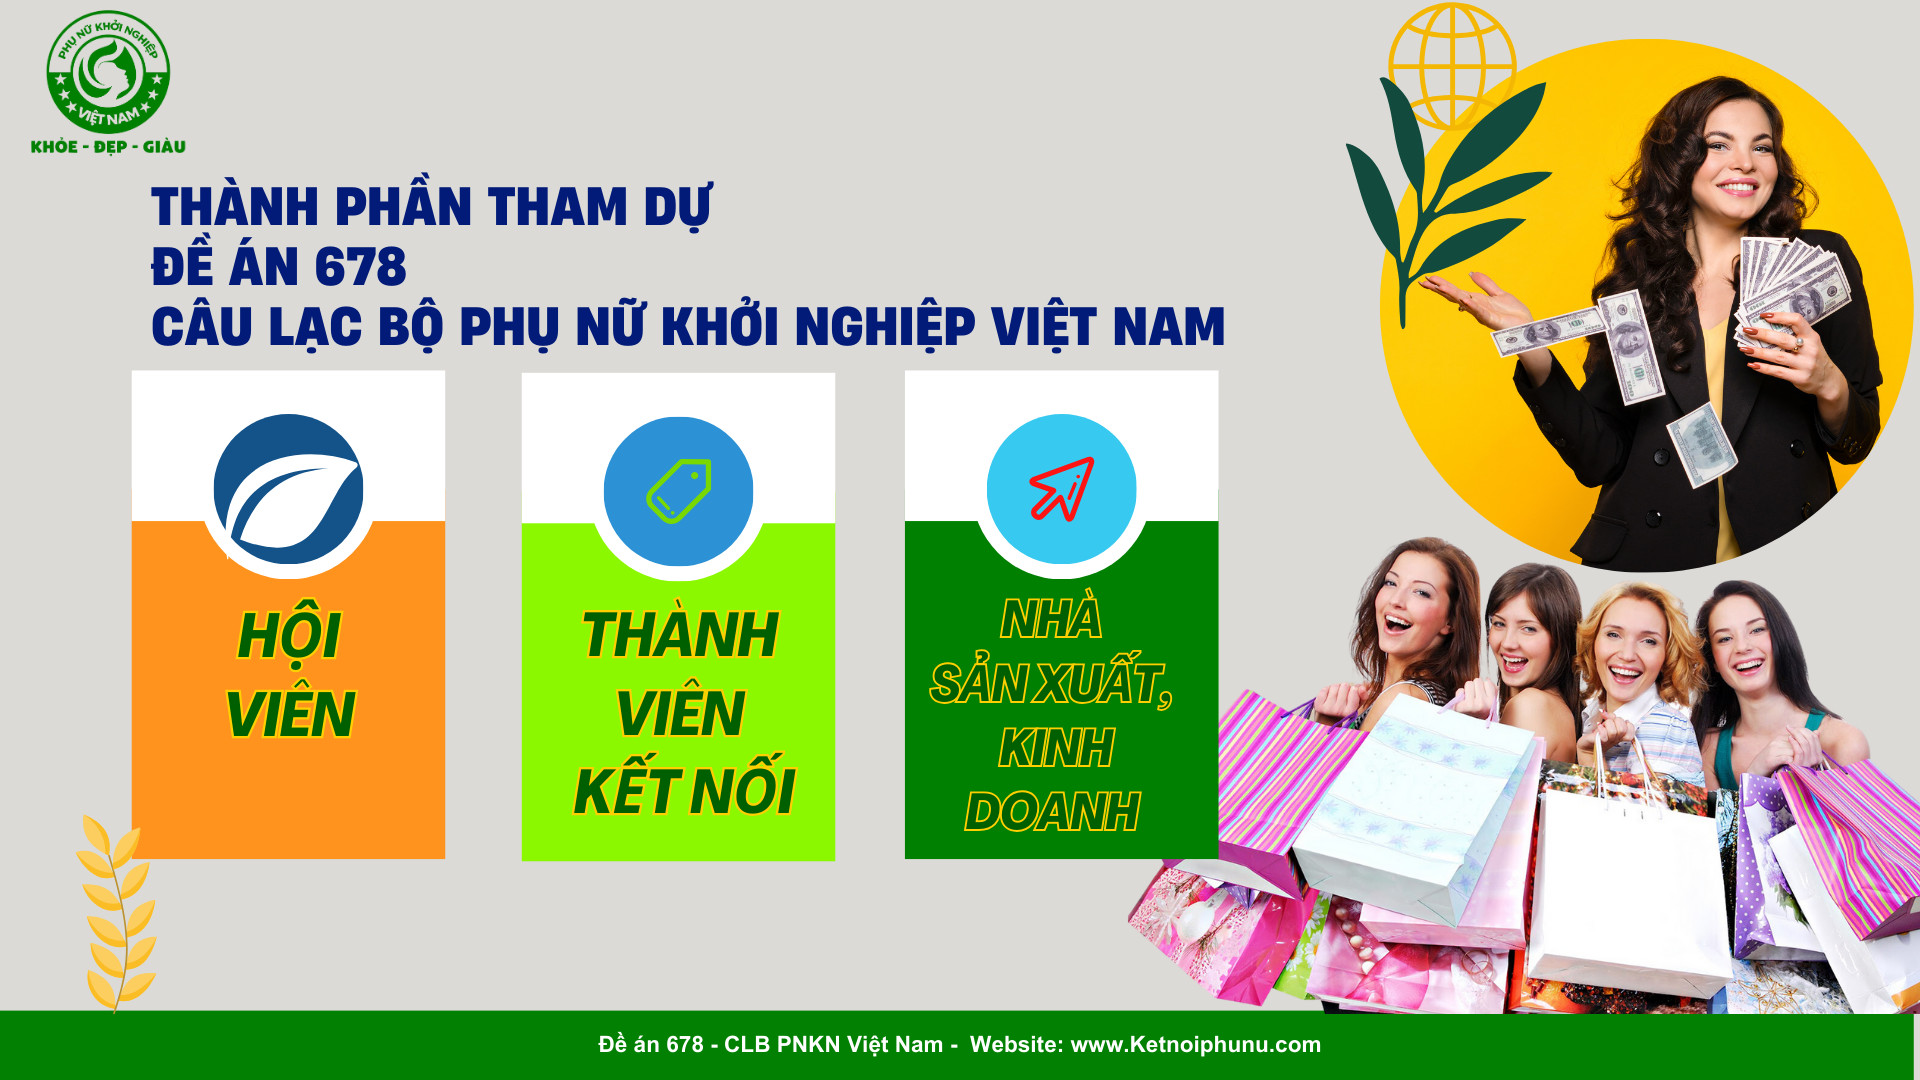 PHỤ NỮ KHỞI NGHIỆP
VIỆT NAM
KHỎE - ĐẸP - GIÀU
THÀNH PHẦN THAM DỰ
ĐỀ ÁN 678
CÂU LẠC BỘ PHỤ NỮ KHỞI NGHIỆP VIỆT NAM
HỘI
VIÊN
THÀNH
VIÊN
KẾT NỐI
NHÀ
SẢN XUẤT,
KINH
DOANH
Đề án 678 - CLB PNKN Việt Nam - Website: www.Ketnoiphunu.com